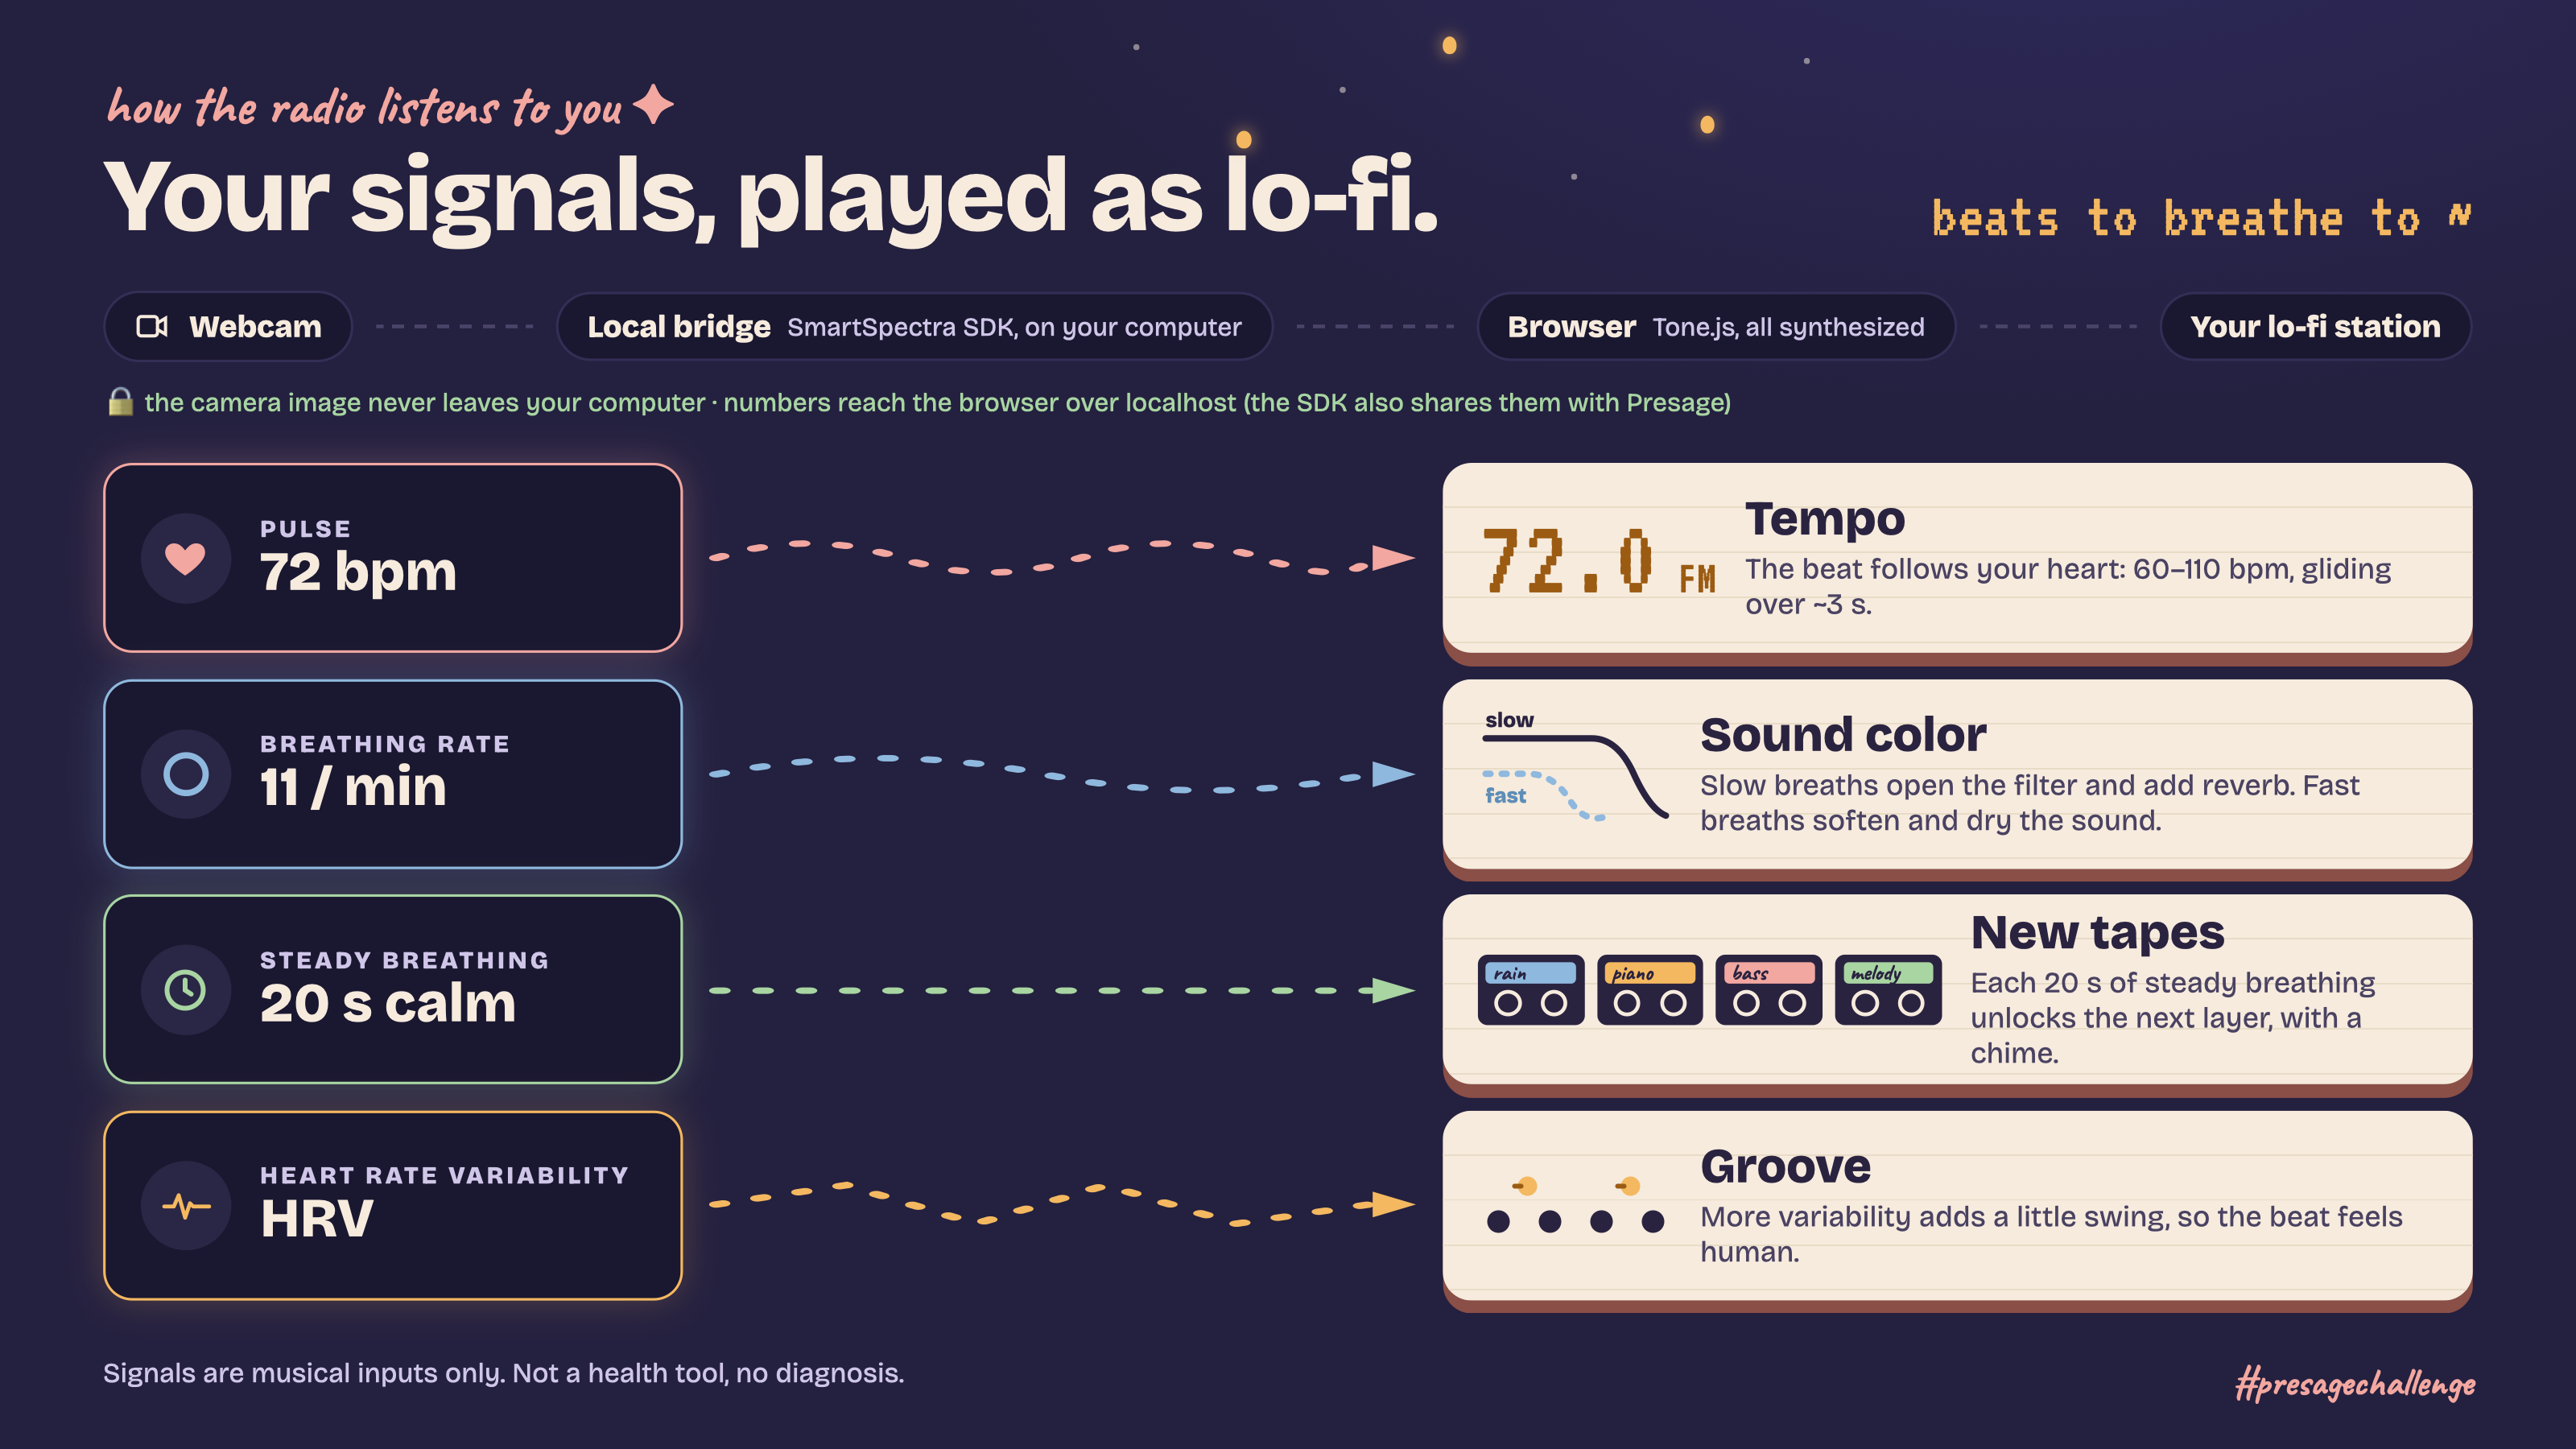 how the radio listens to you
Your signals, played as lo-fi.
beats to breathe to ~
Webcam
Local bridge SmartSpectra SDK, on your computer
Browser Tone.js, all synthesized
Your lo-fi station
the camera image never leaves your computer · numbers reach the browser over localhost (the SDK also shares them with Presage)
PULSE
72 bpm
72.0 FM
Tempo
The beat follows your heart: 60–110 bpm, gliding
over ~3 s.
BREATHING RATE
11 / min
slow
fast
Sound color
Slow breaths open the filter and add reverb. Fast
breaths soften and dry the sound.
STEADY BREATHING
20 s calm
rain
piano
bass
melody
New tapes
Each 20 s of steady breathing
unlocks the next layer, with a
chime.
HEART RATE VARIABILITY
HRV
Groove
More variability adds a little swing, so the beat feels
human.
Signals are musical inputs only. Not a health tool, no diagnosis.
#presagechallenge